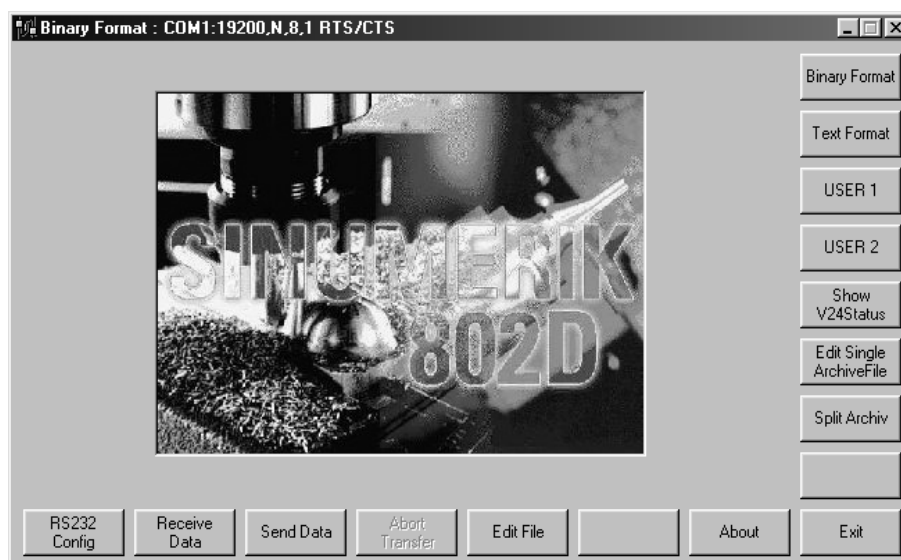 Binary Format : COM1:19200,N,8,1 RTS/CTS
Binary Format
Text Format
USER 1
USER 2
Show
V24Status
Edit Single
ArchiveFile
Split Archiv
SINUMERIK
802D
RS232
Config
Receive
Data
Send Data
Abort
Transfer
Edit File
About
Exit